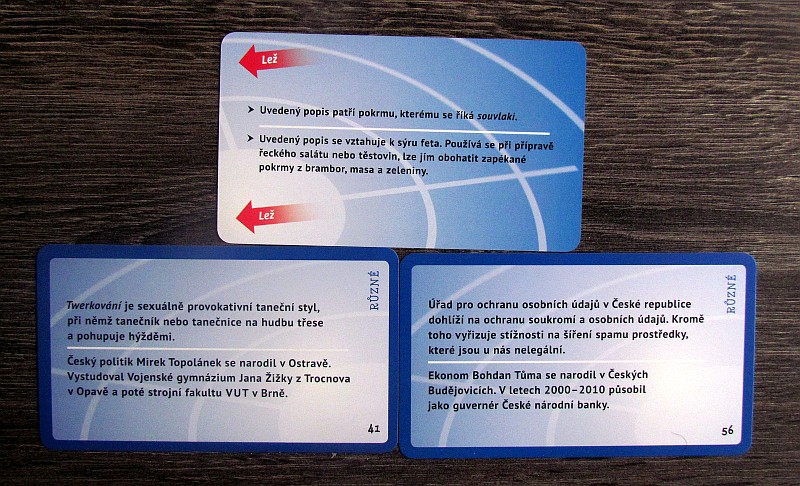 Lež
➤ Uvedený popis patří pokrmu, kterému se říká souvlaki.
➤ Uvedený popis se vztahuje k sýru feta. Používá se při přípravě
řeckého salátu nebo těstovin, lze jím obohatit zapékané
pokrmy z brambor, masa a zeleniny.
Lež
RŮZNÉ
Twerkování je sexuálně provokativní taneční styl,
při němž tanečník nebo tanečnice na hudbu třese
a pohupuje hýžděmi.
Český politik Mirek Topolánek se narodil v Ostravě.
Vystudoval Vojenské gymnázium Jana Žižky z Trocnova
v Opavě a poté strojní fakultu VUT v Brně.
41
RŮZNÉ
Úřad pro ochranu osobních údajů v České republice
dohlíží na ochranu soukromí a osobních údajů. Kromě
toho vyřizuje stížnosti na šíření spamu prostředky,
které jsou u nás nelegální.
Ekonom Bohdan Tůma se narodil v Českých
Budějovicích. V letech 2000–2010 působil
jako guvernér České národní banky.
56